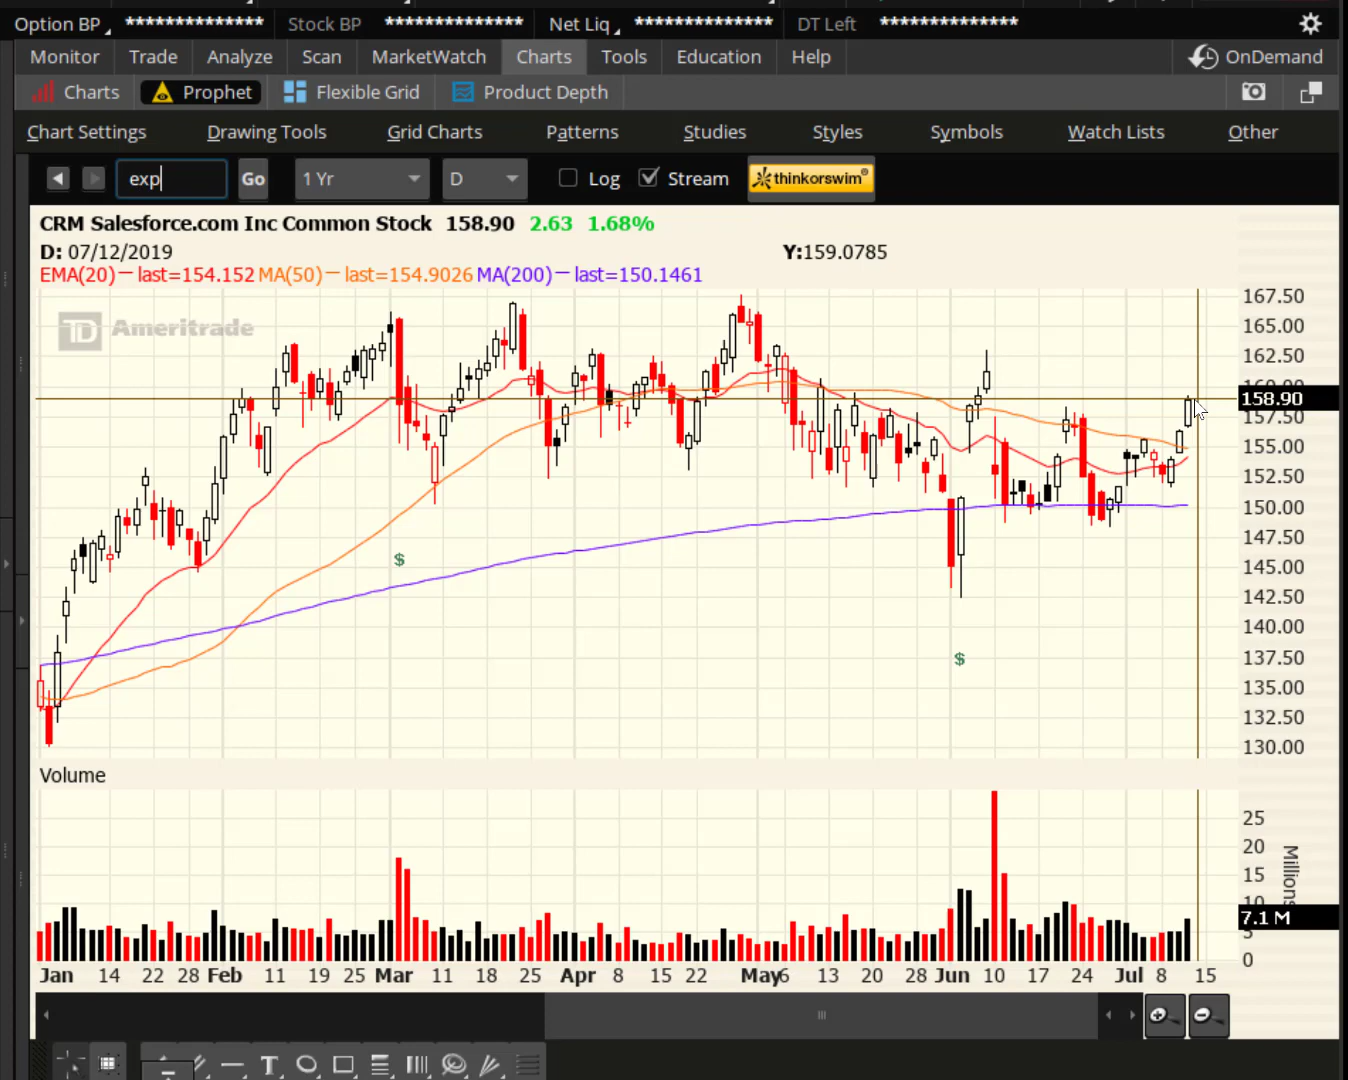 Option BP ************** Stock BP ************** Net Liq ************** DT Left **************
Monitor Trade Analyze Scan MarketWatch Charts Tools Education Help OnDemand
Charts Prophet Flexible Grid Product Depth
Chart Settings Drawing Tools Grid Charts Patterns Studies Styles Symbols Watch Lists Other
exp Go 1 Yr D Log Stream thinkorswim®
CRM Salesforce.com Inc Common Stock 158.90 2.63 1.68%
D: 07/12/2019 Y:159.0785
EMA(20) — last=154.152 MA(50) — last=154.9026 MA(200) — last=150.1461
TD Ameritrade
167.50
165.00
162.50
160.00
158.90
157.50
155.00
152.50
150.00
147.50
145.00
142.50
140.00
137.50
135.00
132.50
130.00
$
$
Volume
25
20
15
10
7.1 M
5
0
Millions
Jan 14 22 28 Feb 11 19 25 Mar 11 18 25 Apr 8 15 22 May 6 13 20 28 Jun 10 17 24 Jul 8 15
T